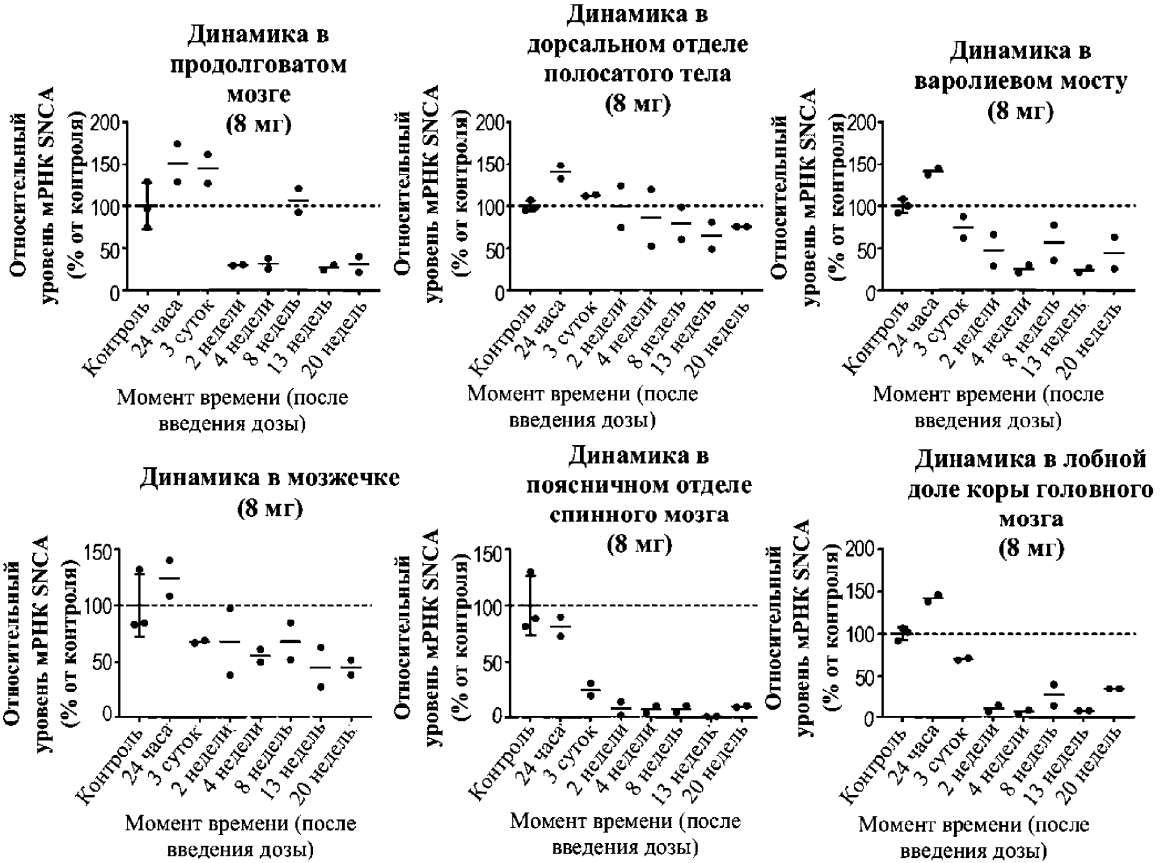 Динамика в
продолговатом
мозге
(8 мг)
Относительный
уровень мРНК SNCA
(% от контроля)
200
150
100
50
0
Контроль
24 часа
3 суток
2 недели
4 недели
8 недель
13 недель
20 недель
Момент времени (после
введения дозы)
Динамика в
дорсальном отделе
полосатого тела
(8 мг)
Относительный
уровень мРНК SNCA
(% от контроля)
200
150
100
50
0
Контроль
24 часа
3 суток
2 недели
4 недели
8 недель
13 недель
20 недель
Момент времени (после
введения дозы)
Динамика в
варолиевом мосту
(8 мг)
Относительный
уровень мРНК SNCA
(% от контроля)
200
150
100
50
0
Контроль
24 часа
3 суток
2 недели
4 недели
8 недель
13 недель
20 недель
Момент времени (после
введения дозы)
Динамика в мозжечке
(8 мг)
Относительный
уровень мРНК SNCA
(% от контроля)
150
100
50
0
Контроль
24 часа
3 суток
2 недели
4 недели
8 недель
13 недель
20 недель
Момент времени (после
введения дозы)
Динамика в
поясничном отделе
спинного мозга
(8 мг)
Относительный
уровень мРНК SNCA
(% от контроля)
150
100
50
0
Контроль
24 часа
3 суток
2 недели
4 недели
8 недель
13 недель
20 недель
Момент времени (после
введения дозы)
Динамика в лобной
доле коры головного
мозга
(8 мг)
Относительный
уровень мРНК SNCA
(% от контроля)
200
150
100
50
0
Контроль
24 часа
3 суток
2 недели
4 недели
8 недель
13 недель
20 недель
Момент времени (после
введения дозы)